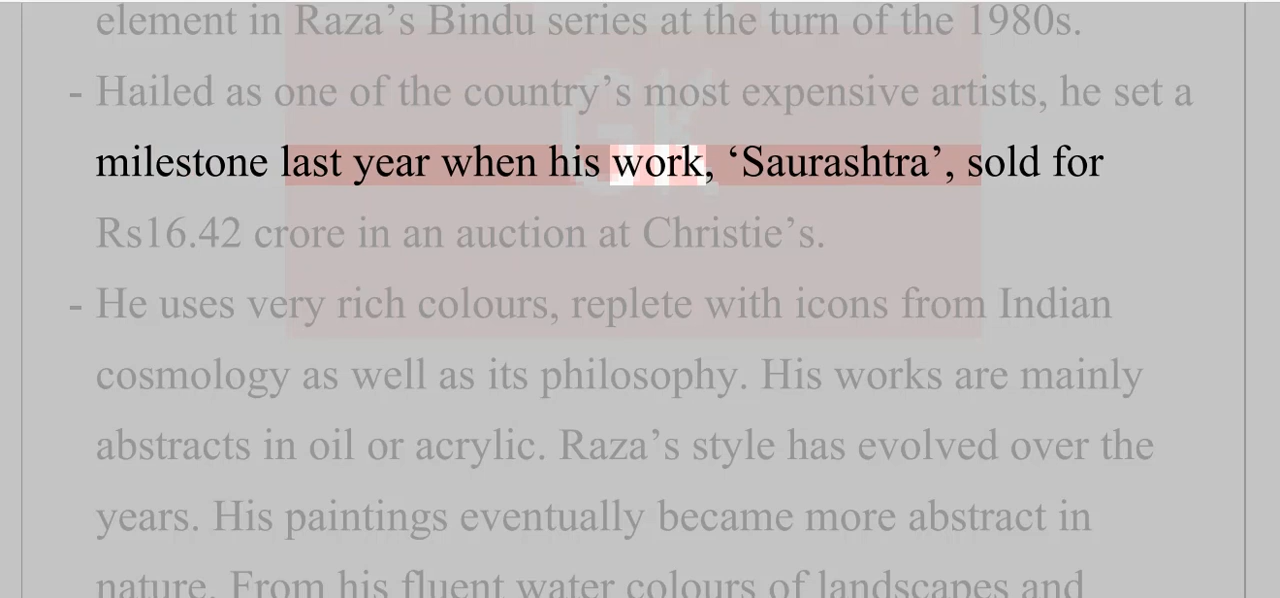 element in Raza’s Bindu series at the turn of the 1980s.
- Hailed as one of the country’s most expensive artists, he set a
milestone last year when his work, ‘Saurashtra’, sold for
Rs16.42 crore in an auction at Christie’s.
- He uses very rich colours, replete with icons from Indian
cosmology as well as its philosophy. His works are mainly
abstracts in oil or acrylic. Raza’s style has evolved over the
years. His paintings eventually became more abstract in
nature. From his fluent water colours of landscapes and
GK